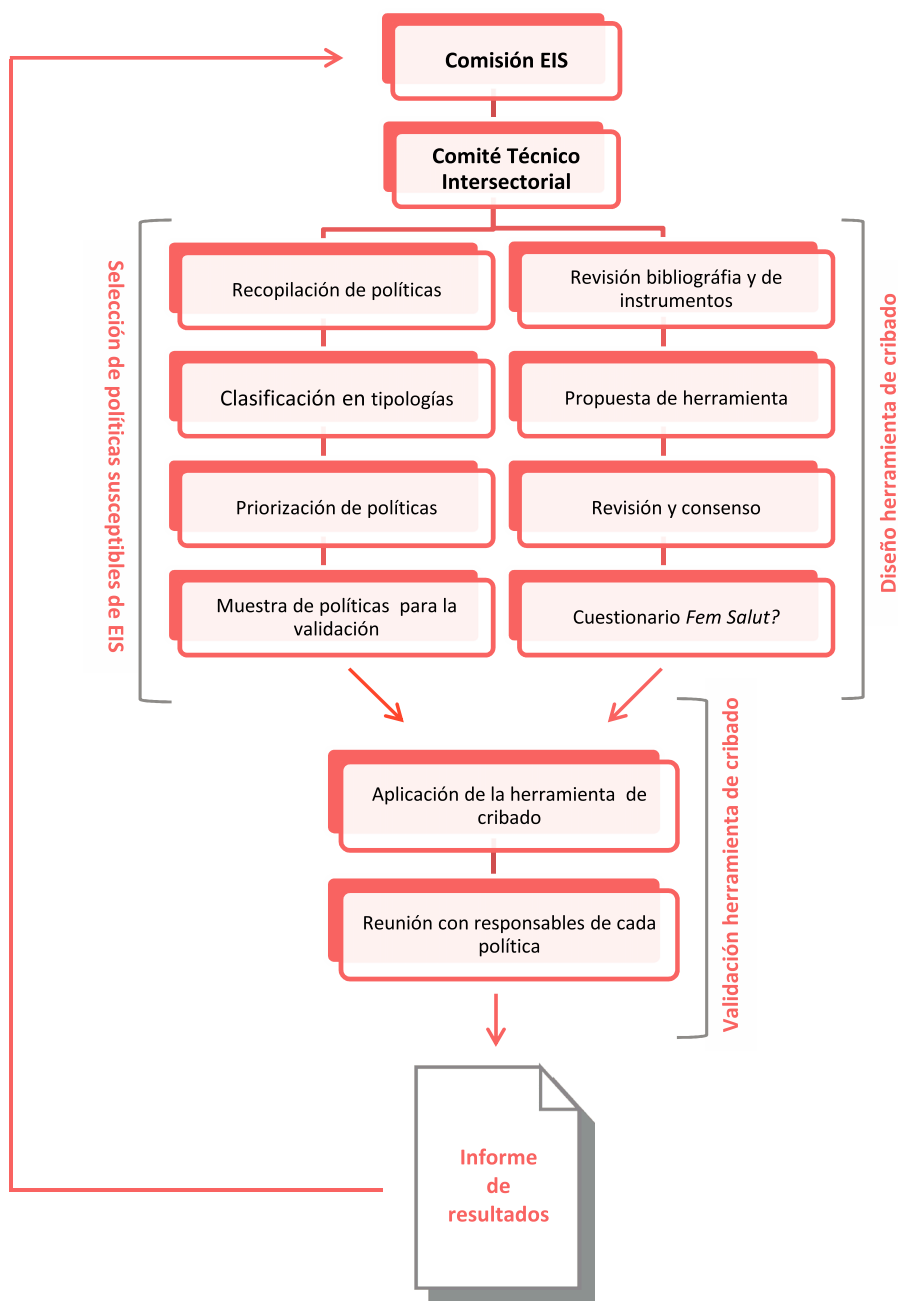 Comisión EIS
Comité Técnico
Intersectorial
Selección de políticas susceptibles de EIS
Recopilación de políticas
Clasificación en tipologías
Priorización de políticas
Muestra de políticas para la
validación
Revisión bibliográfia y de
instrumentos
Propuesta de herramienta
Revisión y consenso
Cuestionario Fem Salut?
Diseño herramienta de cribado
Aplicación de la herramienta de
cribado
Reunión con responsables de cada
política
Validación herramienta de cribado
Informe
de
resultados